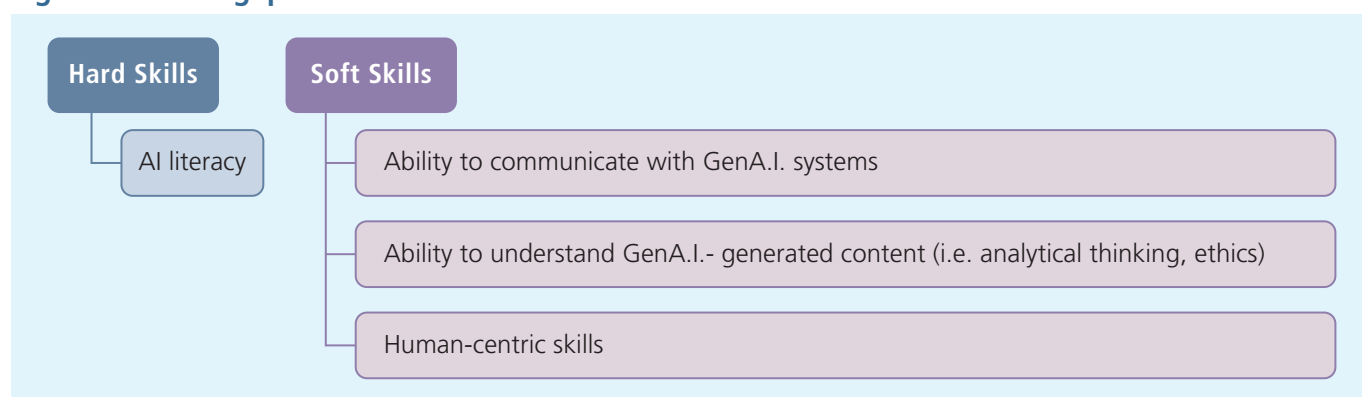 Hard Skills
Soft Skills
AI literacy
Ability to communicate with GenA.I. systems
Ability to understand GenA.I.- generated content (i.e. analytical thinking, ethics)
Human-centric skills